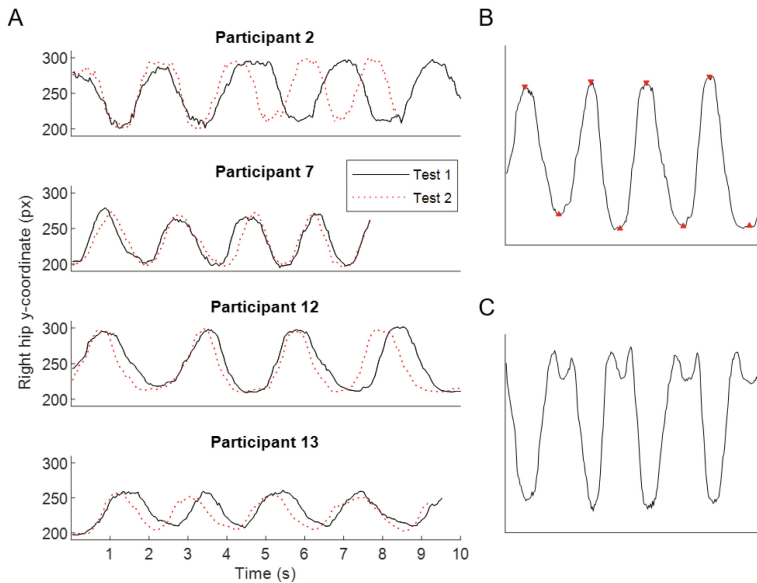 A
Participant 2
300
250
200
Participant 7
Test 1
Test 2
300
250
200
Participant 12
300
250
200
Participant 13
300
250
200
1 2 3 4 5 6 7 8 9 10
Time (s)
Right hip y-coordinate (px)
B
C